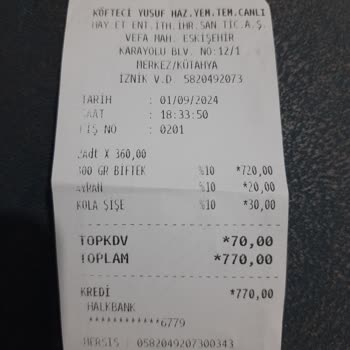 KÖFTECİ YUSUF HAZ.YEM.TEM.CANLI
HAY.ET ENT.İTH.İHR.SAN TİC.A.Ş.
VEFA MAH. ESKİŞEHİR
KARAYOLU BLV. NO:12/1
MERKEZ/KÜTAHYA
İZNİK V.D. 5820492073
TARİH : 01/09/2024
SAAT : 18:33:50
FİŞ NO : 0201
2Adt X 360,00
300 GR BİFTEK %10 *720,00
AYRAN %10 *20,00
KOLA ŞİŞE %10 *30,00
TOPKDV *70,00
TOPLAM *770,00
KREDİ *770,00
HALKBANK
************6779
MERSİS : 0582049207300343